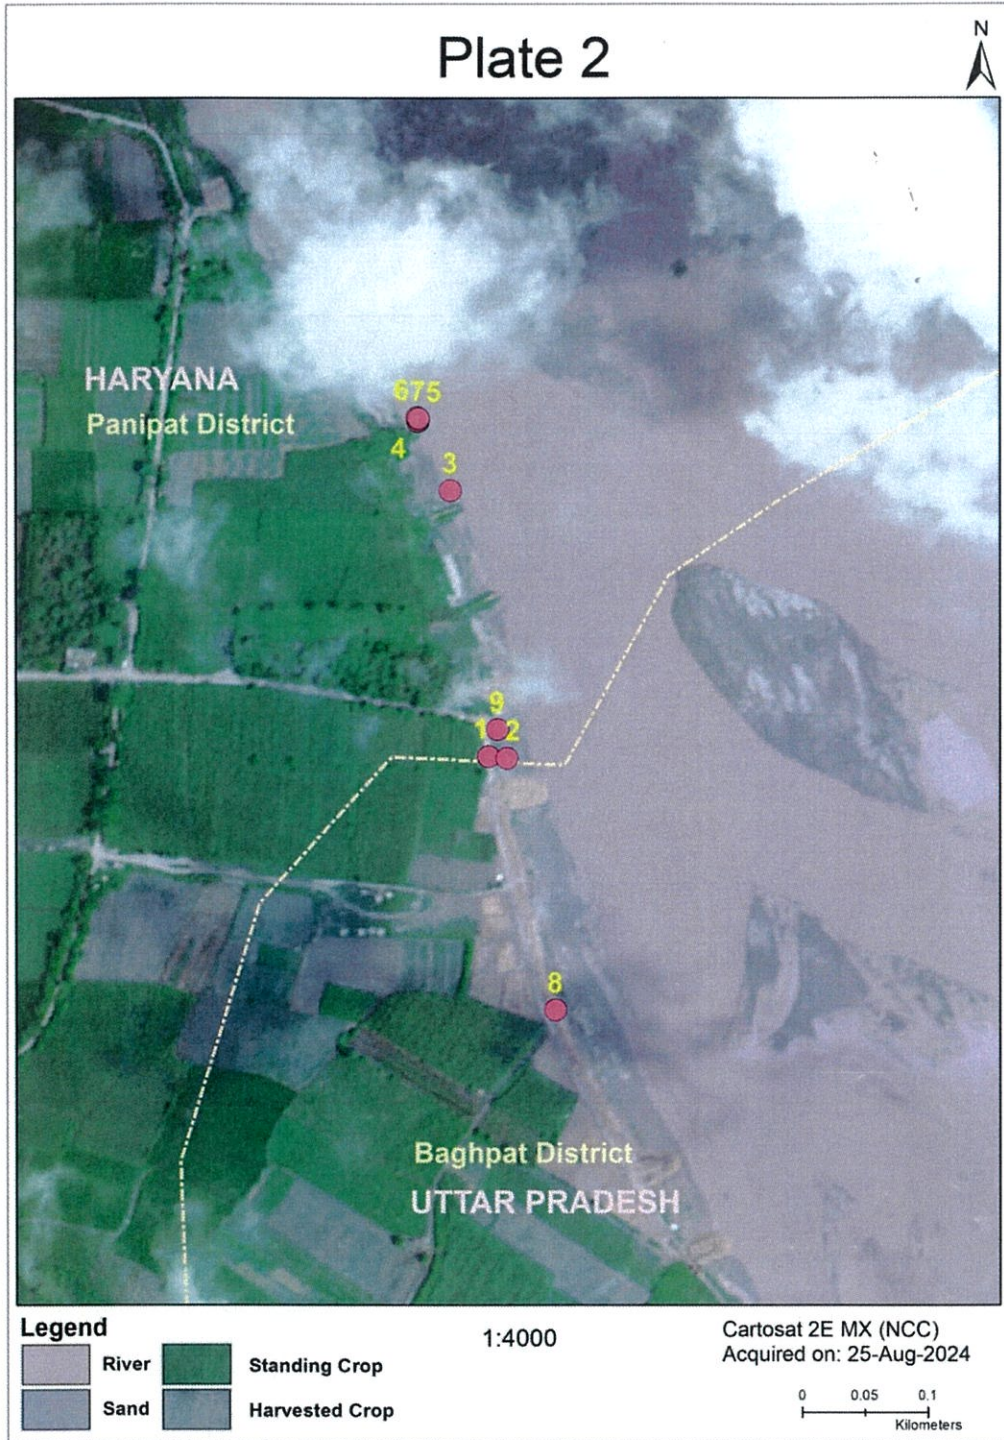 N
Plate 2
HARYANA
Panipat District
675
4
3
9
1 2
8
Baghpat District
UTTAR PRADESH
Legend
River
Standing Crop
Sand
Harvested Crop
1:4000
Cartosat 2E MX (NCC)
Acquired on: 25-Aug-2024
0 0.05 0.1
Kilometers